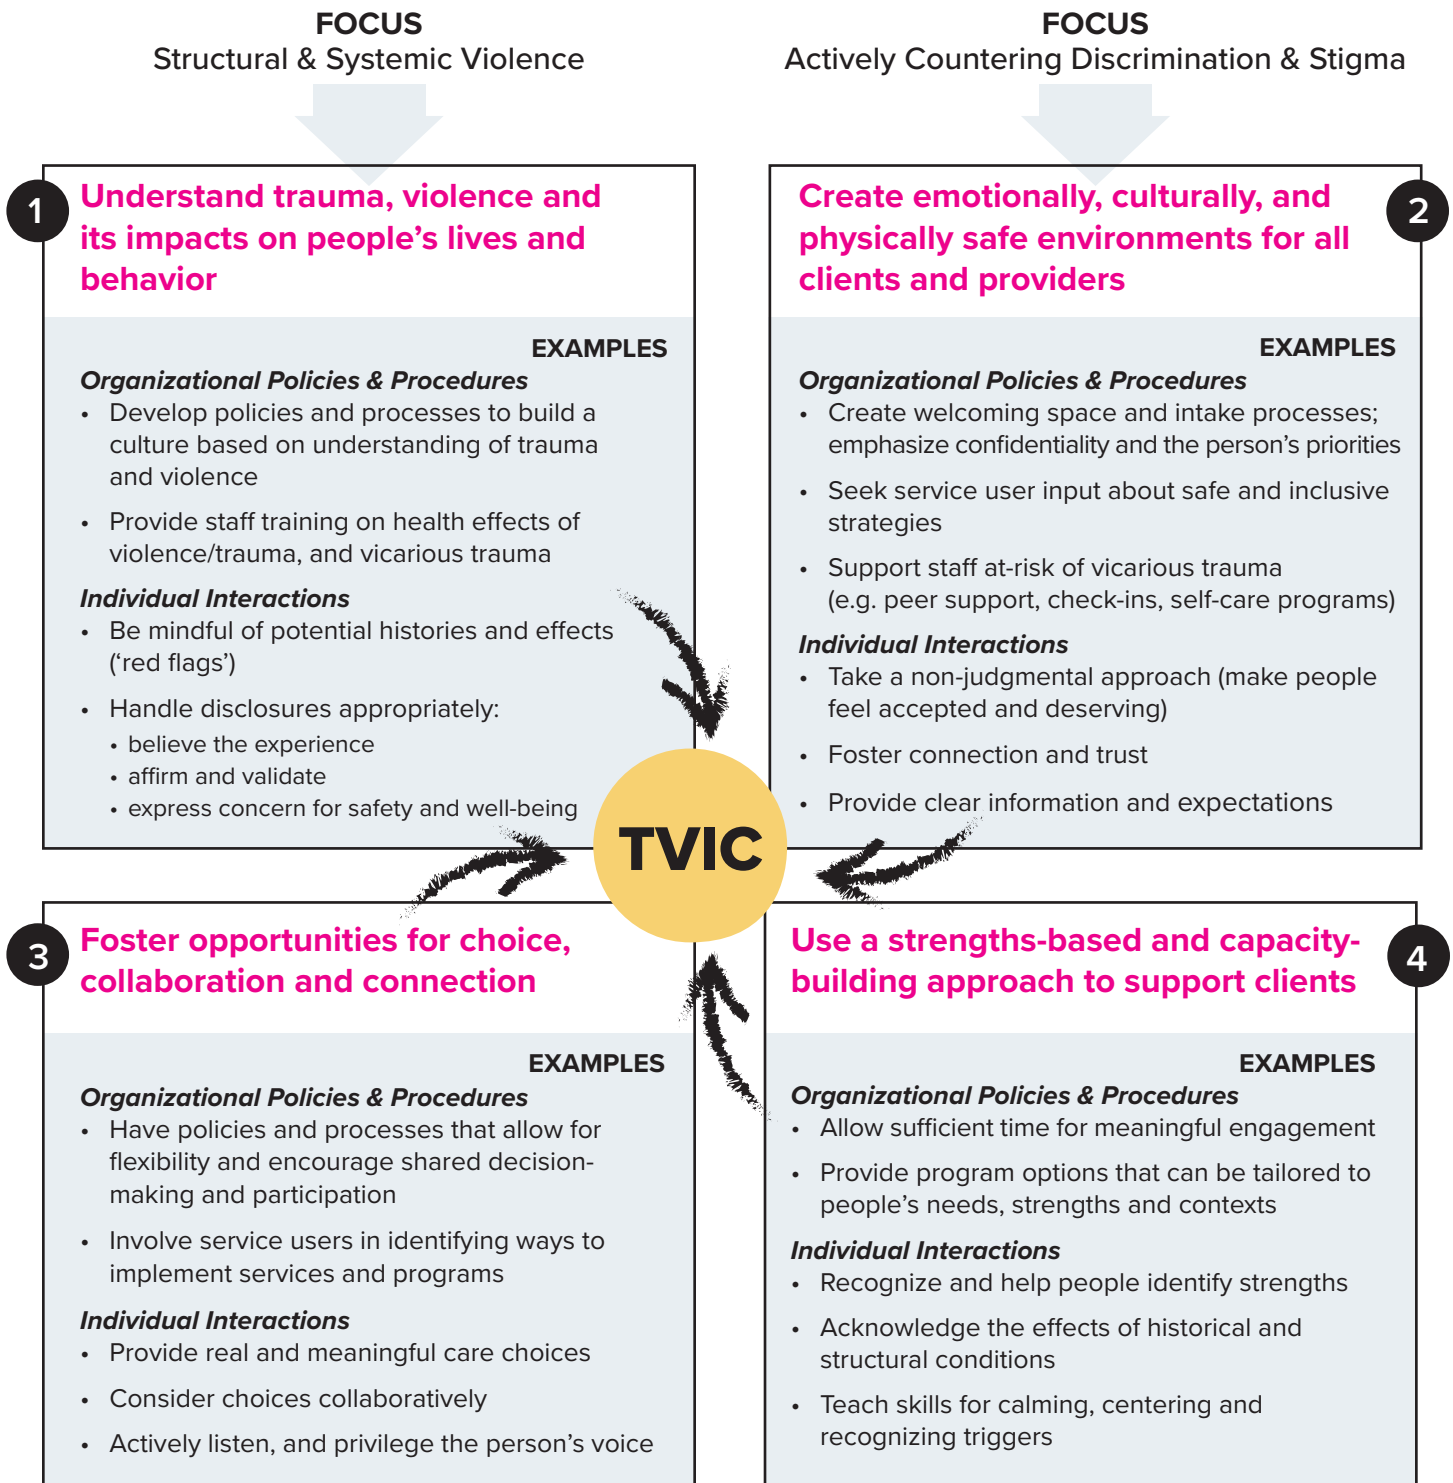 FOCUS
Structural & Systemic Violence
FOCUS
Actively Countering Discrimination & Stigma
1
Understand trauma, violence and
its impacts on people’s lives and
behavior
EXAMPLES
Organizational Policies & Procedures
• Develop policies and processes to build a
culture based on understanding of trauma
and violence
• Provide staff training on health effects of
violence/trauma, and vicarious trauma
Individual Interactions
• Be mindful of potential histories and effects
(‘red flags’)
• Handle disclosures appropriately:
• believe the experience
• affirm and validate
• express concern for safety and well-being
2
Create emotionally, culturally, and
physically safe environments for all
clients and providers
EXAMPLES
Organizational Policies & Procedures
• Create welcoming space and intake processes;
emphasize confidentiality and the person’s priorities
• Seek service user input about safe and inclusive
strategies
• Support staff at-risk of vicarious trauma
(e.g. peer support, check-ins, self-care programs)
Individual Interactions
• Take a non-judgmental approach (make people
feel accepted and deserving)
• Foster connection and trust
• Provide clear information and expectations
TVIC
3
Foster opportunities for choice,
collaboration and connection
EXAMPLES
Organizational Policies & Procedures
• Have policies and processes that allow for
flexibility and encourage shared decision-
making and participation
• Involve service users in identifying ways to
implement services and programs
Individual Interactions
• Provide real and meaningful care choices
• Consider choices collaboratively
• Actively listen, and privilege the person’s voice
4
Use a strengths-based and capacity-
building approach to support clients
EXAMPLES
Organizational Policies & Procedures
• Allow sufficient time for meaningful engagement
• Provide program options that can be tailored to
people’s needs, strengths and contexts
Individual Interactions
• Recognize and help people identify strengths
• Acknowledge the effects of historical and
structural conditions
• Teach skills for calming, centering and
recognizing triggers